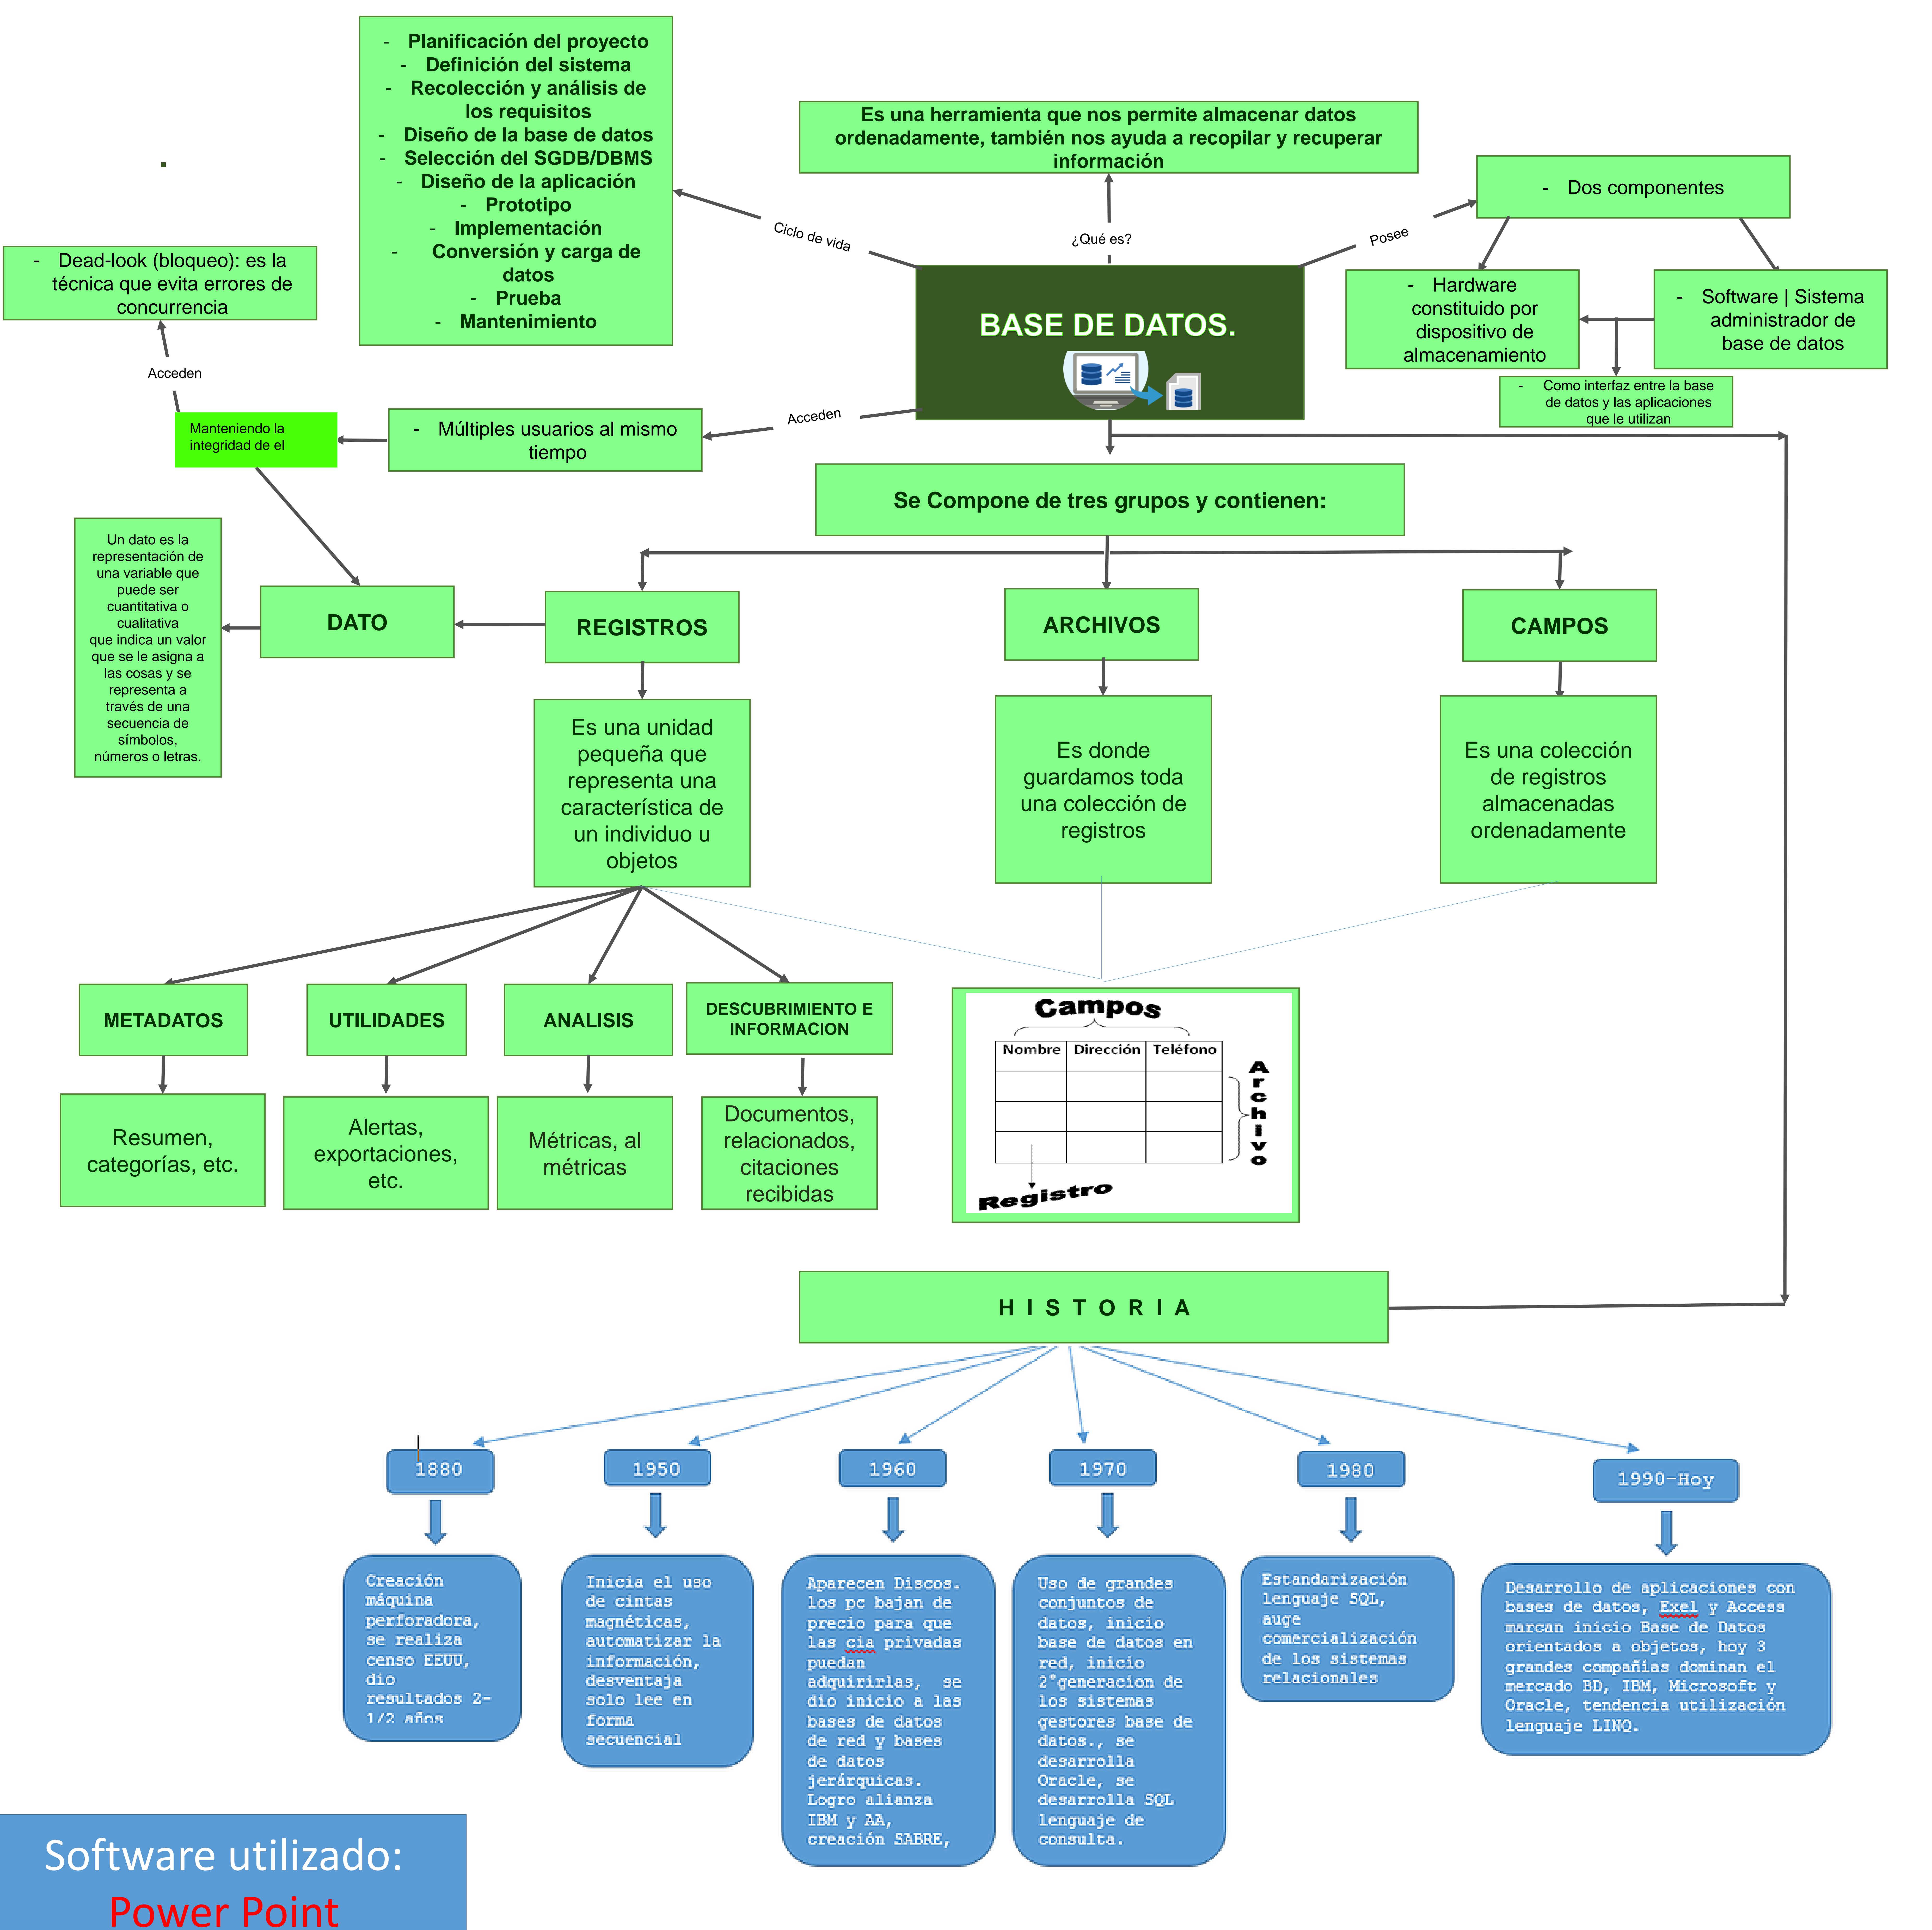 - Planificación del proyecto
- Definición del sistema
- Recolección y análisis de
los requisitos
- Diseño de la base de datos
- Selección del SGDB/DBMS
- Diseño de la aplicación
- Prototipo
- Implementación
- Conversión y carga de
datos
- Prueba
- Mantenimiento
Es una herramienta que nos permite almacenar datos
ordenadamente, también nos ayuda a recopilar y recuperar
información
- Dos componentes
Ciclo de vida
¿Qué es?
Posee
- Dead-look (bloqueo): es la
técnica que evita errores de
concurrencia
BASE DE DATOS.
- Hardware
constituido por
dispositivo de
almacenamiento
- Software | Sistema
administrador de
base de datos
- Como interfaz entre la base
de datos y las aplicaciones
que le utilizan
Acceden
Acceden
Manteniendo la
integridad de el
- Múltiples usuarios al mismo
tiempo
Se Compone de tres grupos y contienen:
Un dato es la
representación de
una variable que
puede ser
cuantitativa o
cualitativa
que indica un valor
que se le asigna a
las cosas y se
representa a
través de una
secuencia de
símbolos,
números o letras.
DATO
REGISTROS
ARCHIVOS
CAMPOS
Es una unidad
pequeña que
representa una
característica de
un individuo u
objetos
Es donde
guardamos toda
una colección de
registros
Es una colección
de registros
almacenadas
ordenadamente
METADATOS
UTILIDADES
ANALISIS
DESCUBRIMIENTO E
INFORMACION
Resumen,
categorías, etc.
Alertas,
exportaciones,
etc.
Métricas, al
métricas
Documentos,
relacionados,
citaciones
recibidas
Campos
Nombre Dirección Teléfono
Archivo
Registro
H I S T O R I A
1880
1950
1960
1970
1980
1990-Hoy
Creación
máquina
perforadora,
se realiza
censo EEUU,
dio
resultados 2-
1/2 años
Inicia el uso
de cintas
magnéticas,
automatizar la
información,
desventaja
solo lee en
forma
secuencial
Aparecen Discos.
los pc bajan de
precio para que
las cia privadas
puedan
adquirirlas, se
dio inicio a las
bases de datos
de red y bases
de datos
jerárquicas.
Logro alianza
IBM y AA,
creación SABRE,
Uso de grandes
conjuntos de
datos, inicio
base de datos en
red, inicio
2°generacion de
los sistemas
gestores base de
datos., se
desarrolla
Oracle, se
desarrolla SQL
lenguaje de
consulta.
Estandarización
lenguaje SQL,
auge
comercialización
de los sistemas
relacionales
Desarrollo de aplicaciones con
bases de datos, Exel y Access
marcan inicio Base de Datos
orientados a objetos, hoy 3
grandes compañías dominan el
mercado BD, IBM, Microsoft y
Oracle, tendencia utilización
lenguaje LINQ.
Software utilizado:
Power Point